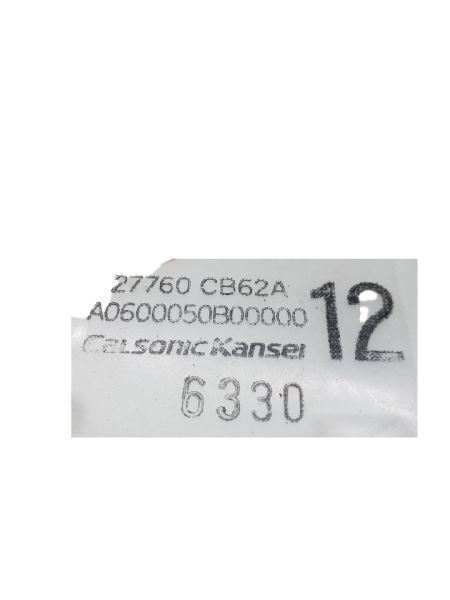 27760 CB62A
A0600050B00000
12
CalsonicKansei
6330